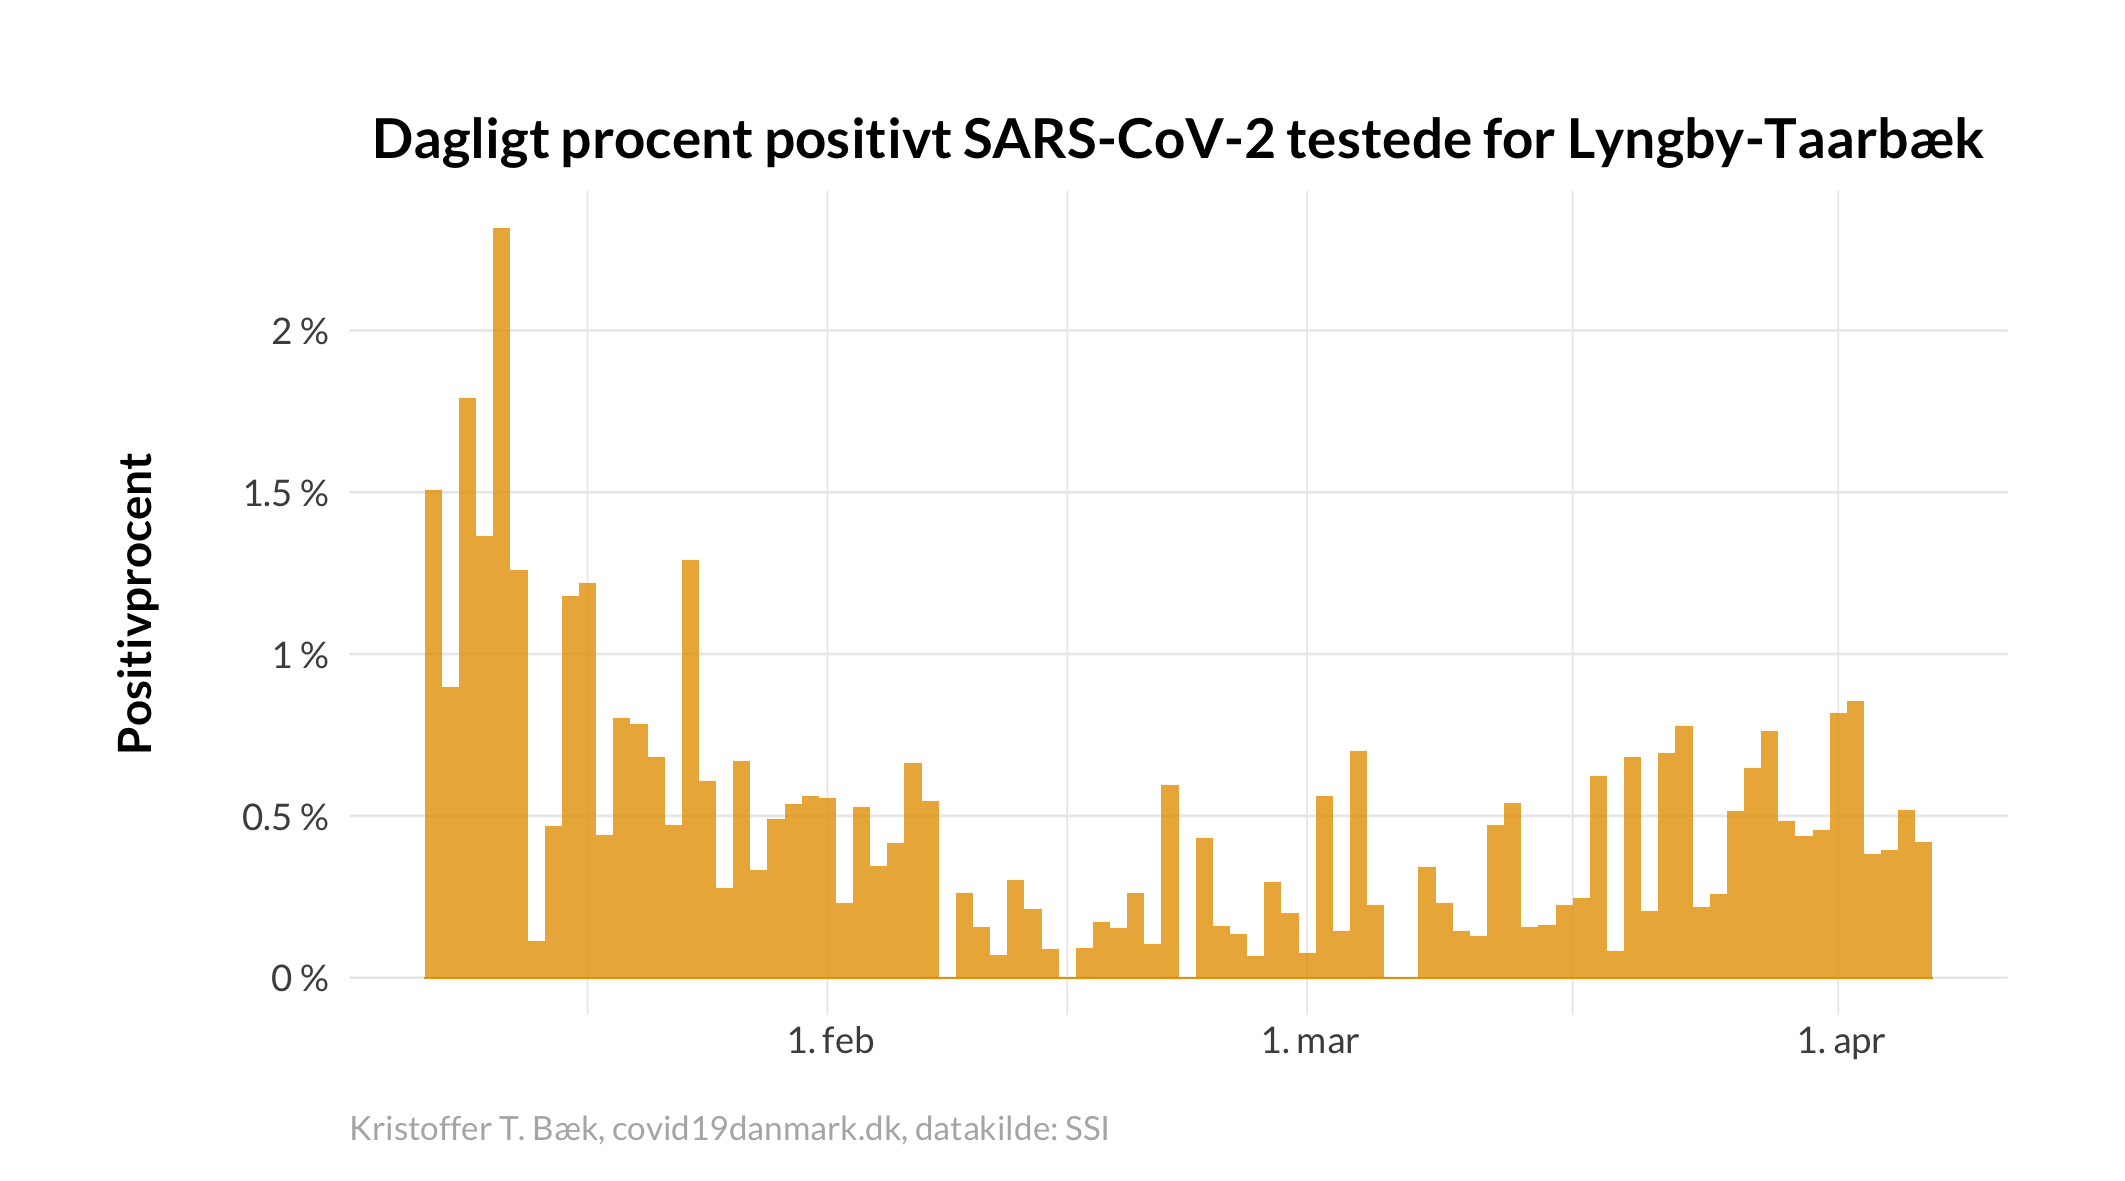 Dagligt procent positivt SARS-CoV-2 testede for Lyngby-Taarbæk
Positivprocent
2 %
1.5 %
1 %
0.5 %
0 %
1. feb
1. mar
1. apr
Kristoffer T. Bæk, covid19danmark.dk, datakilde: SSI